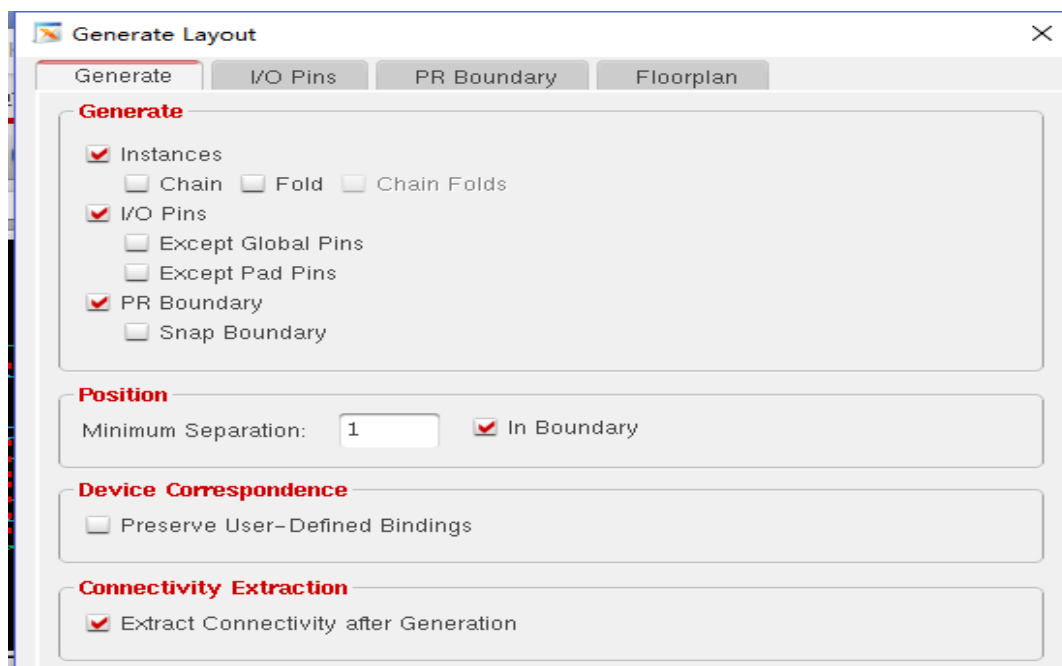 Generate Layout
Generate I/O Pins PR Boundary Floorplan
Generate
Instances
Chain Fold Chain Folds
I/O Pins
Except Global Pins
Except Pad Pins
PR Boundary
Snap Boundary
Position
Minimum Separation: 1 In Boundary
Device Correspondence
Preserve User-Defined Bindings
Connectivity Extraction
Extract Connectivity after Generation